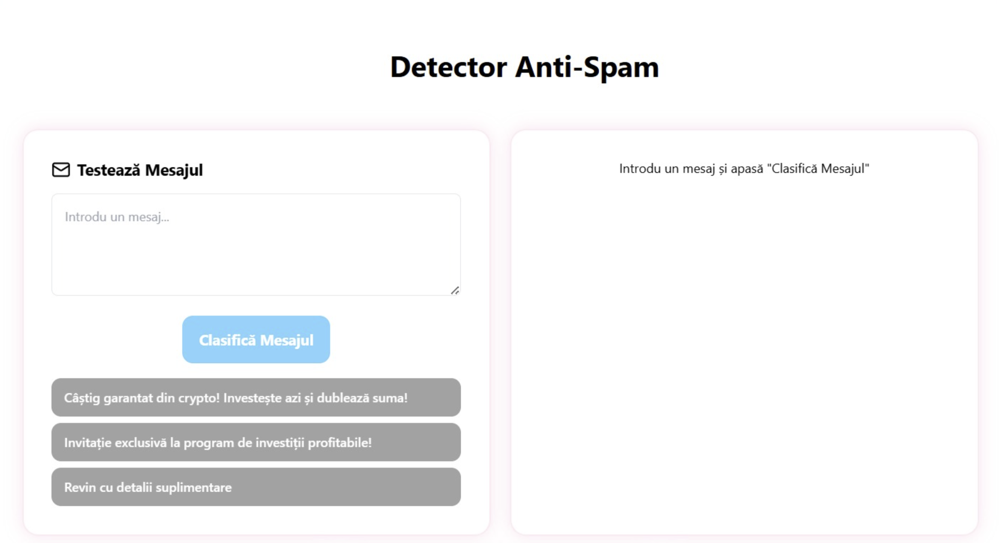 Detector Anti-Spam
Testează Mesajul
Introdu un mesaj...
Clasifică Mesajul
Câștig garantat din crypto! Investește azi și dublează suma!
Invitație exclusivă la program de investiții profitabile!
Revin cu detalii suplimentare
Introdu un mesaj și apasă "Clasifică Mesajul"